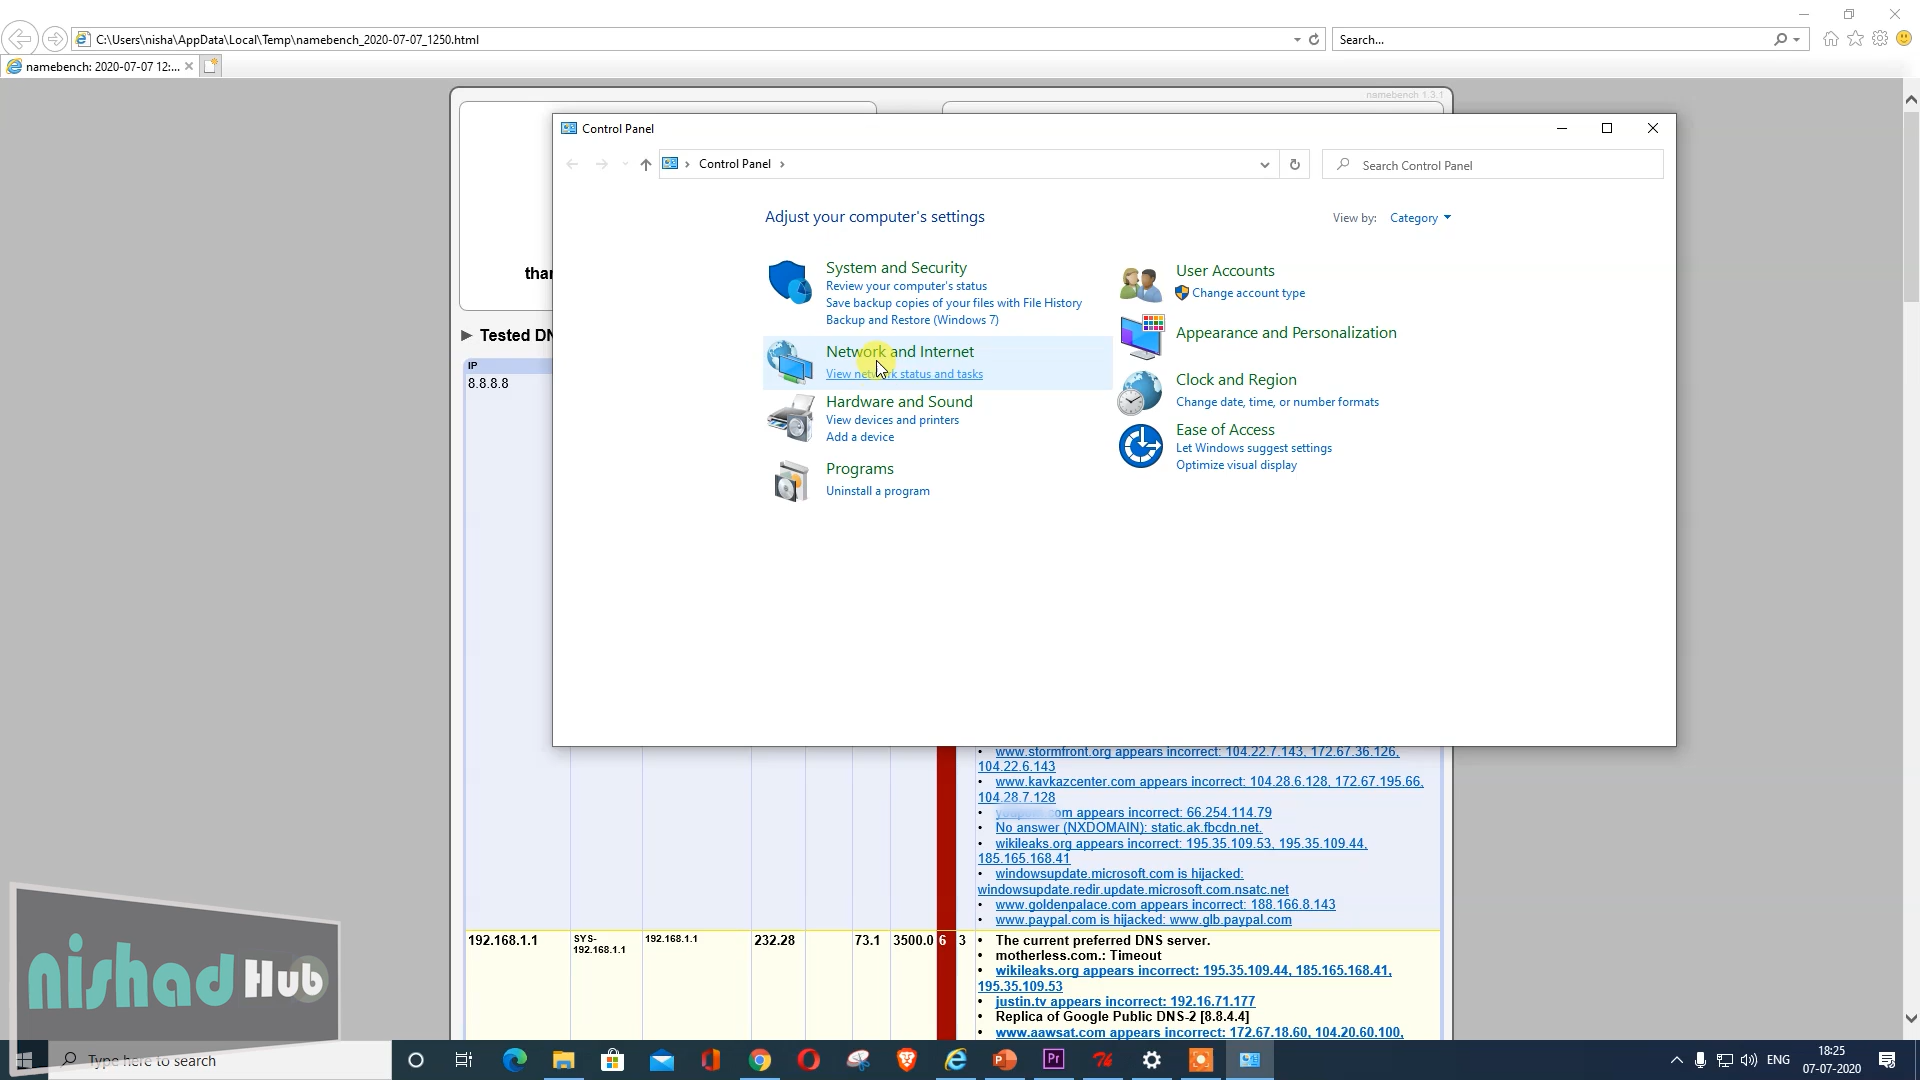 C:\Users\nisha\AppData\Local\Temp\namebench_2020-07-07_1250.html
Search...
namebench: 2020-07-07 12:...
namebench 1.3.1
Control Panel
Control Panel
Search Control Panel
Adjust your computer's settings
View by: Category
System and Security
Review your computer's status
Save backup copies of your files with File History
Backup and Restore (Windows 7)
Network and Internet
View network status and tasks
Hardware and Sound
View devices and printers
Add a device
Programs
Uninstall a program
User Accounts
Change account type
Appearance and Personalization
Clock and Region
Change date, time, or number formats
Ease of Access
Let Windows suggest settings
Optimize visual display
Tested
IP
8.8.8.8
www.stormfront.org appears incorrect: 104.22.7.143, 172.67.36.126,
104.22.6.143
• www.kavkazcenter.com appears incorrect: 104.28.6.128, 172.67.195.66,
104.28.7.128
• om appears incorrect: 66.254.114.79
• No answer (NXDOMAIN): static.ak.fbcdn.net.
• wikileaks.org appears incorrect: 195.35.109.53, 195.35.109.44,
185.165.168.41
• windowsupdate.microsoft.com is hijacked:
windowsupdate.redir.update.microsoft.com.nsatc.net
• www.goldenpalace.com appears incorrect: 188.166.8.143
• www.paypal.com is hijacked: www.glb.paypal.com
192.168.1.1 SYS-192.168.1.1 192.168.1.1 232.28 73.1 3500.0 6 3
• The current preferred DNS server.
• motherless.com.: Timeout
• wikileaks.org appears incorrect: 195.35.109.44, 185.165.168.41,
195.35.109.53
• justin.tv appears incorrect: 192.16.71.177
• Replica of Google Public DNS-2 [8.8.4.4]
• www.aawsat.com appears incorrect: 172.67.18.60, 104.20.60.100,
nishad Hub
Type here to search
ENG
18:25
07-07-2020